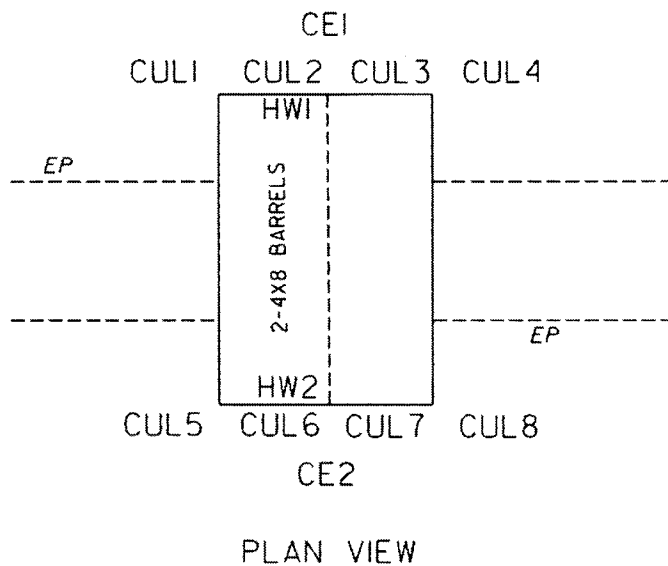 CE1
CUL1 CUL2 CUL3 CUL4
HW1
EP
2-4X8 BARRELS
EP
HW2
CUL5 CUL6 CUL7 CUL8
CE2
PLAN VIEW